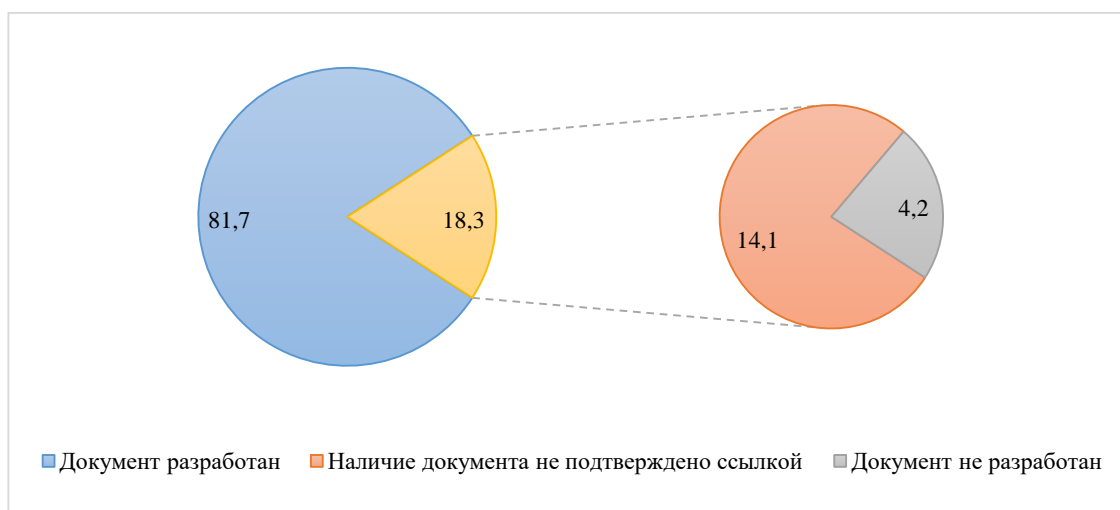 81,7
18,3
14,1
4,2
Документ разработан
Наличие документа не подтверждено ссылкой
Документ не разработан